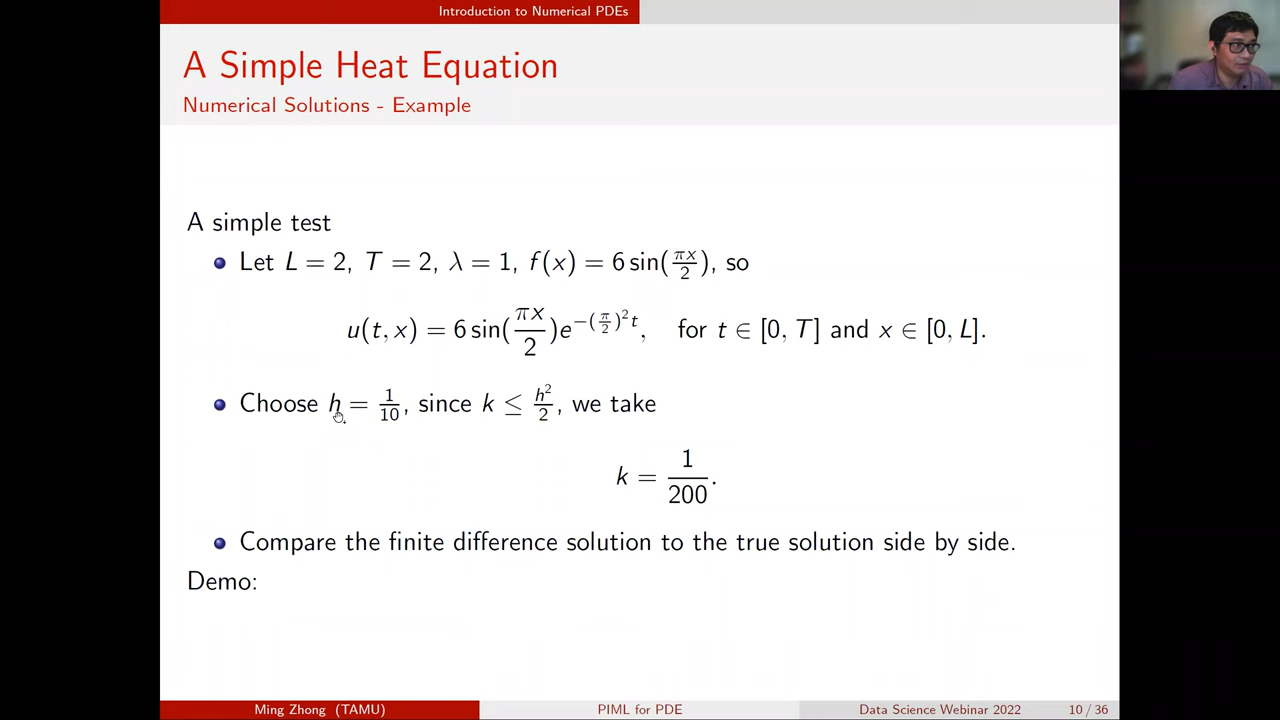 Introduction to Numerical PDEs
A Simple Heat Equation
Numerical Solutions - Example
A simple test
Let L = 2, T = 2, λ = 1, f(x) = 6 sin(πx/2), so
u(t, x) = 6 sin(πx/2)e^{−(π/2)^2 t}, for t ∈ [0, T] and x ∈ [0, L].
Choose h = 1/10, since k ≤ h^2/2, we take
k = 1/200.
Compare the finite difference solution to the true solution side by side.
Demo:
Ming Zhong (TAMU) PIML for PDE Data Science Webinar 2022 10 / 36